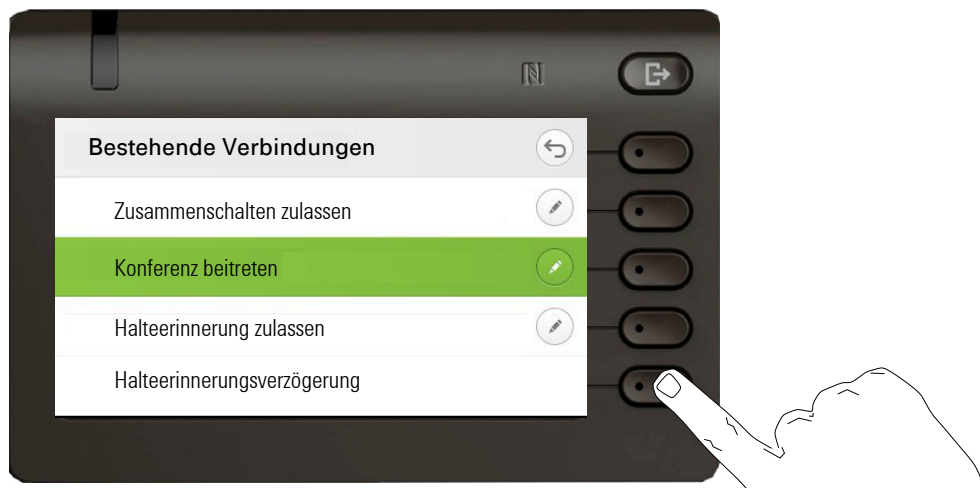 Bestehende Verbindungen
Zusammenschalten zulassen
Konferenz beitreten
Halteerinnerung zulassen
Halteerinnerungsverzögerung